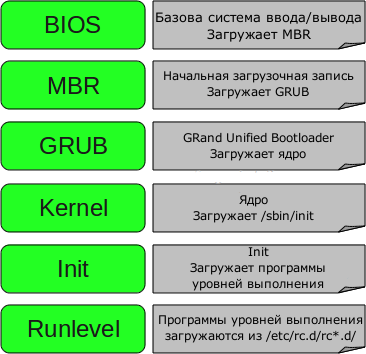 BIOS
Базова система ввода/вывода
Загружает MBR
MBR
Начальная загрузочная запись
Загружает GRUB
GRUB
GRand Unified Bootloader
Загружает ядро
Kernel
Ядро
Загружает /sbin/init
Init
Init
Загружает программы
уровней выполнения
Runlevel
Программы уровней выполнения
загружаются из /etc/rc.d/rc*.d/